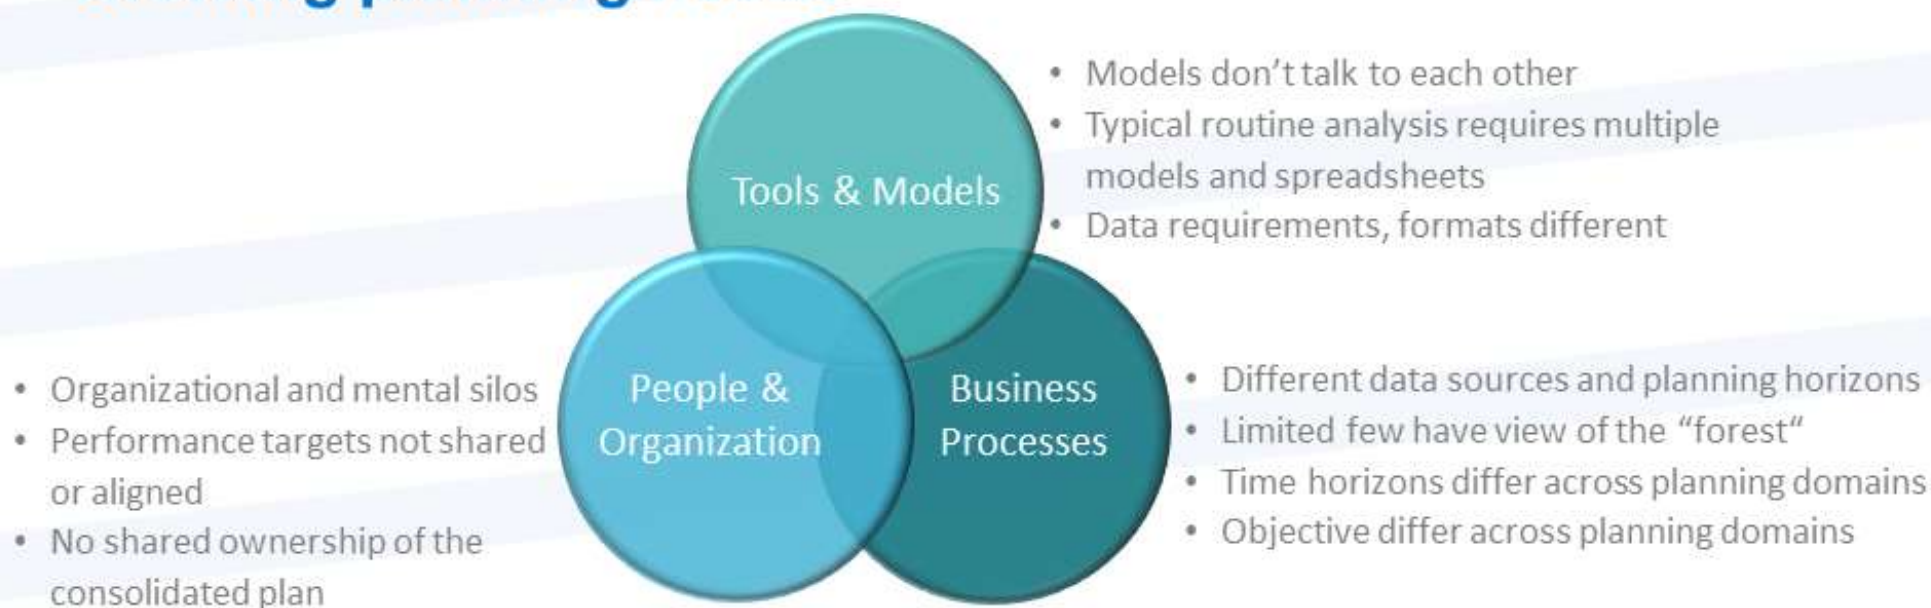 Tools & Models
• Models don't talk to each other
• Typical routine analysis requires multiple
models and spreadsheets
• Data requirements, formats different
People &
Organization
• Organizational and mental silos
• Performance targets not shared
or aligned
• No shared ownership of the
consolidated plan
Business
Processes
• Different data sources and planning horizons
• Limited few have view of the “forest“
• Time horizons differ across planning domains
• Objective differ across planning domains